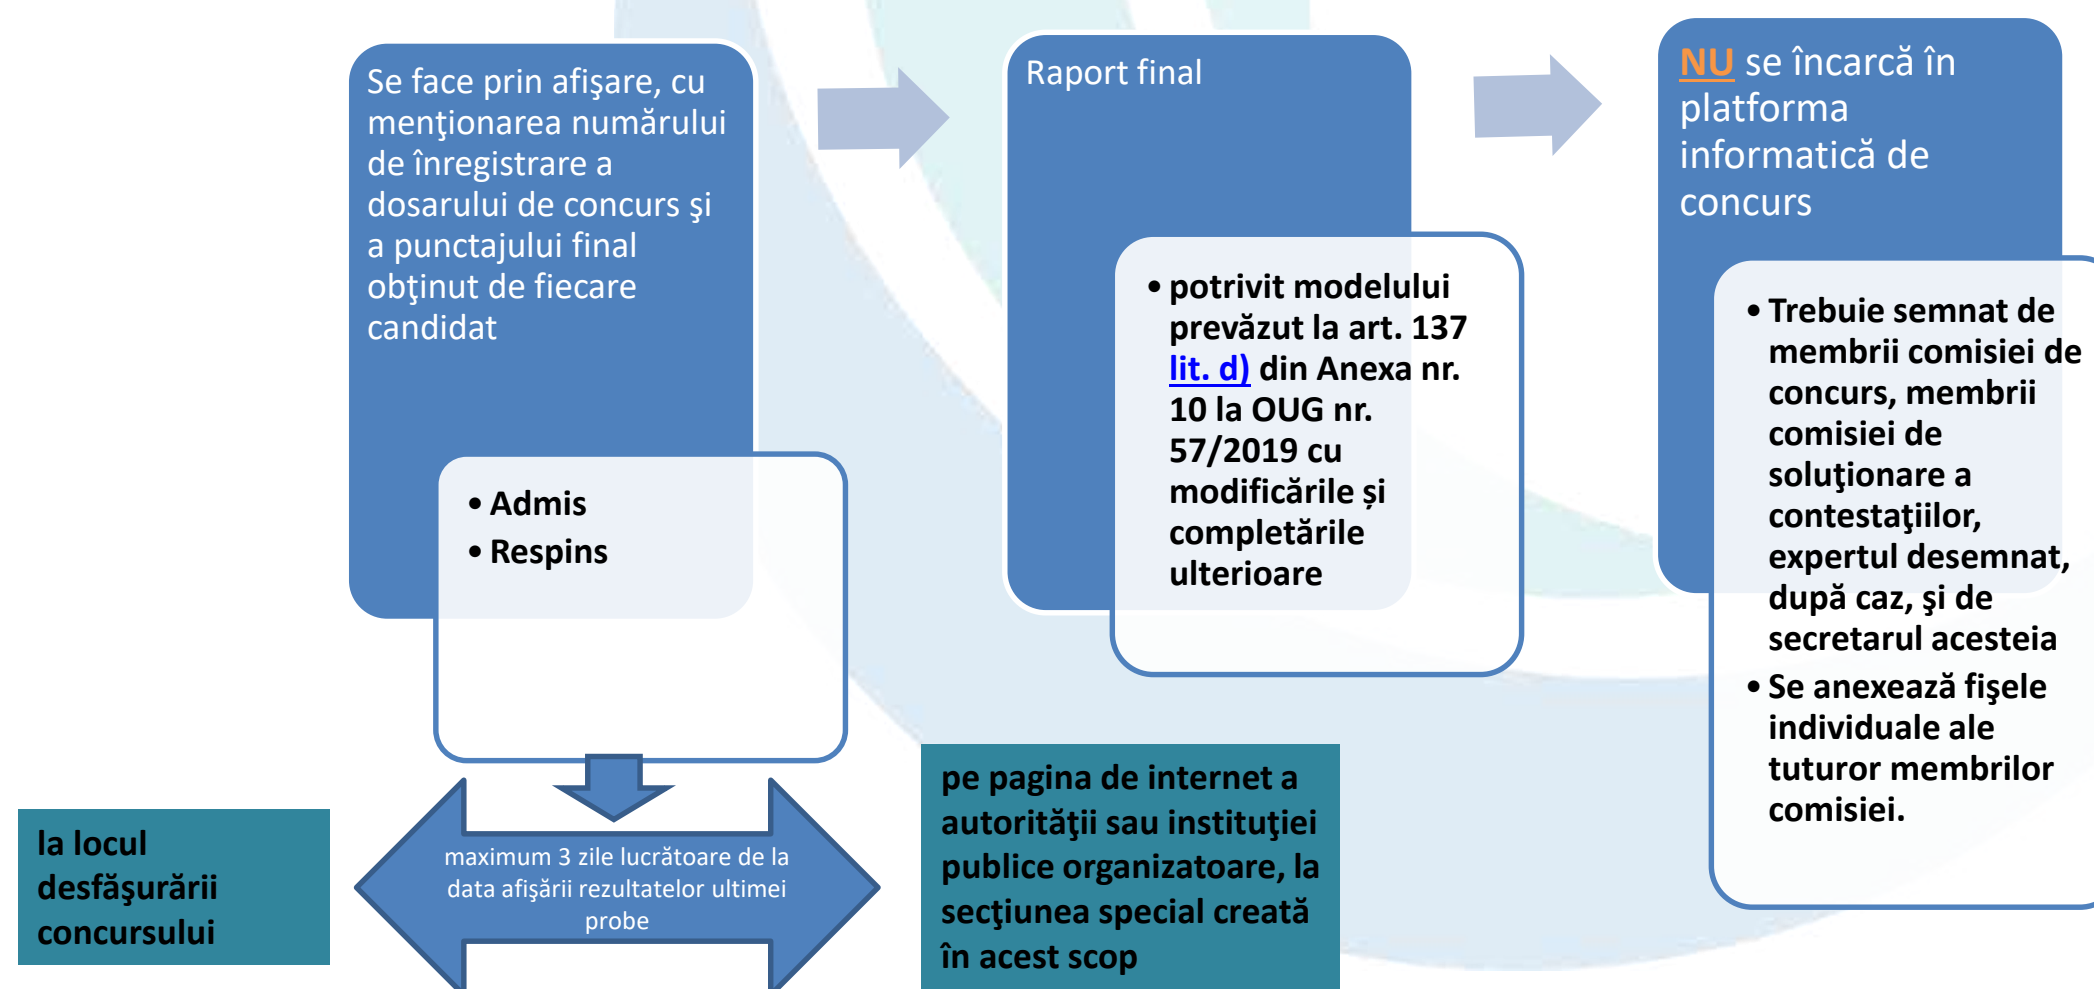 Se face prin afişare, cu
menţionarea numărului
de înregistrare a
dosarului de concurs şi
a punctajului final
obţinut de fiecare
candidat
• Admis
• Respins
Raport final
• potrivit modelului
prevăzut la art. 137
lit. d) din Anexa nr.
10 la OUG nr.
57/2019 cu
modificările și
completările
ulterioare
NU se încarcă în
platforma
informatică de
concurs
• Trebuie semnat de
membrii comisiei de
concurs, membrii
comisiei de
soluţionare a
contestaţiilor,
expertul desemnat,
după caz, şi de
secretarul acesteia
• Se anexează fişele
individuale ale
tuturor membrilor
comisiei.
la locul
desfăşurării
concursului
maximum 3 zile lucrătoare de la
data afişării rezultatelor ultimei
probe
pe pagina de internet a
autorităţii sau instituţiei
publice organizatoare, la
secţiunea special creată
în acest scop